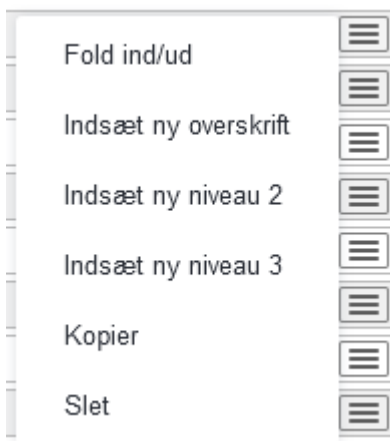 Fold ind/ud
Indsæt ny overskrift
Indsæt ny niveau 2
Indsæt ny niveau 3
Kopier
Slet